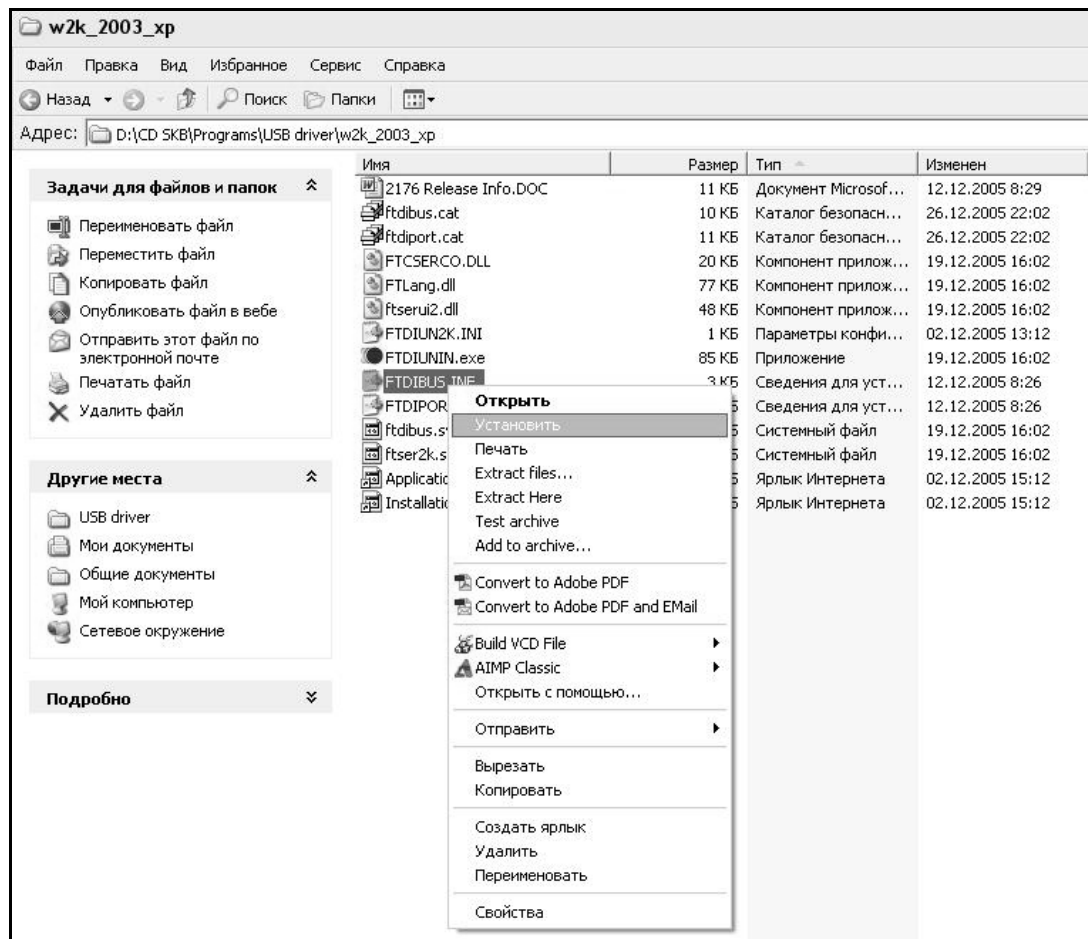 w2k_2003_xp
Файл Правка Вид Избранное Сервис Справка
Назад Поиск Папки
Адрес: D:\CD SKB\Programs\USB driver\w2k_2003_xp
Задачи для файлов и папок
Переименовать файл
Переместить файл
Копировать файл
Опубликовать файл в вебе
Отправить этот файл по
электронной почте
Печатать файл
Удалить файл
Другие места
USB driver
Мои документы
Общие документы
Мой компьютер
Сетевое окружение
Подробно
Имя Размер Тип Изменен
2176 Release Info.DOC 11 КБ Документ Microsof... 12.12.2005 8:29
ftdibus.cat 10 КБ Каталог безопасн... 26.12.2005 22:02
ftdiport.cat 11 КБ Каталог безопасн... 26.12.2005 22:02
FTCSERCO.DLL 20 КБ Компонент прилож... 19.12.2005 16:02
FTLang.dll 77 КБ Компонент прилож... 19.12.2005 16:02
ftserui2.dll 48 КБ Компонент прилож... 19.12.2005 16:02
FTDIUN2K.INI 1 КБ Параметры конфи... 02.12.2005 13:12
FTDIUNIN.exe 85 КБ Приложение 19.12.2005 16:02
FTDIBUS.INF 3 КБ Сведения для уст... 12.12.2005 8:26
FTDIPOR Сведения для уст... 12.12.2005 8:26
ftdibus.s Системный файл 19.12.2005 16:02
ftser2k.s Системный файл 19.12.2005 16:02
Applicatio Ярлык Интернета 02.12.2005 15:12
Installatio Ярлык Интернета 02.12.2005 15:12
Открыть
Установить
Печать
Extract files...
Extract Here
Test archive
Add to archive...
Convert to Adobe PDF
Convert to Adobe PDF and EMail
Build VCD File
AIMP Classic
Открыть с помощью...
Отправить
Вырезать
Копировать
Создать ярлык
Удалить
Переименовать
Свойства